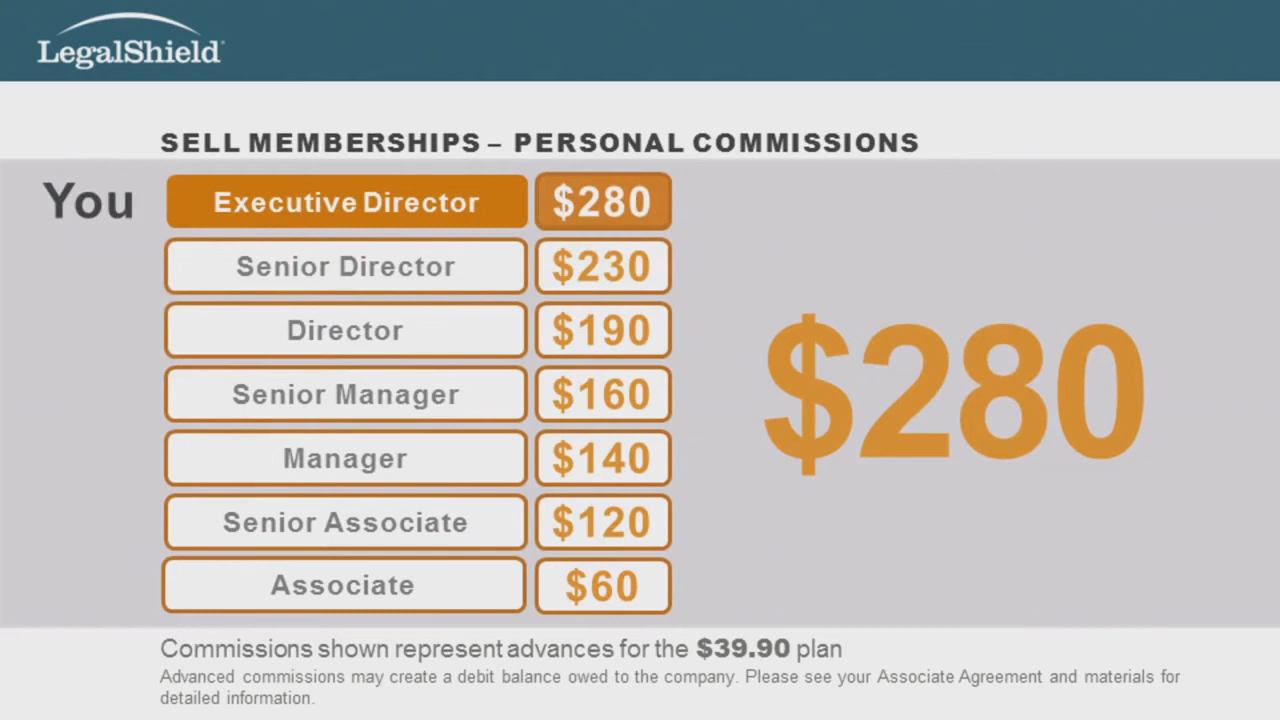 LegalShield
SELL MEMBERSHIPS – PERSONAL COMMISSIONS
You
Executive Director $280
Senior Director $230
Director $190
Senior Manager $160
Manager $140
Senior Associate $120
Associate $60
$280
Commissions shown represent advances for the $39.90 plan
Advanced commissions may create a debit balance owed to the company. Please see your Associate Agreement and materials for
detailed information.